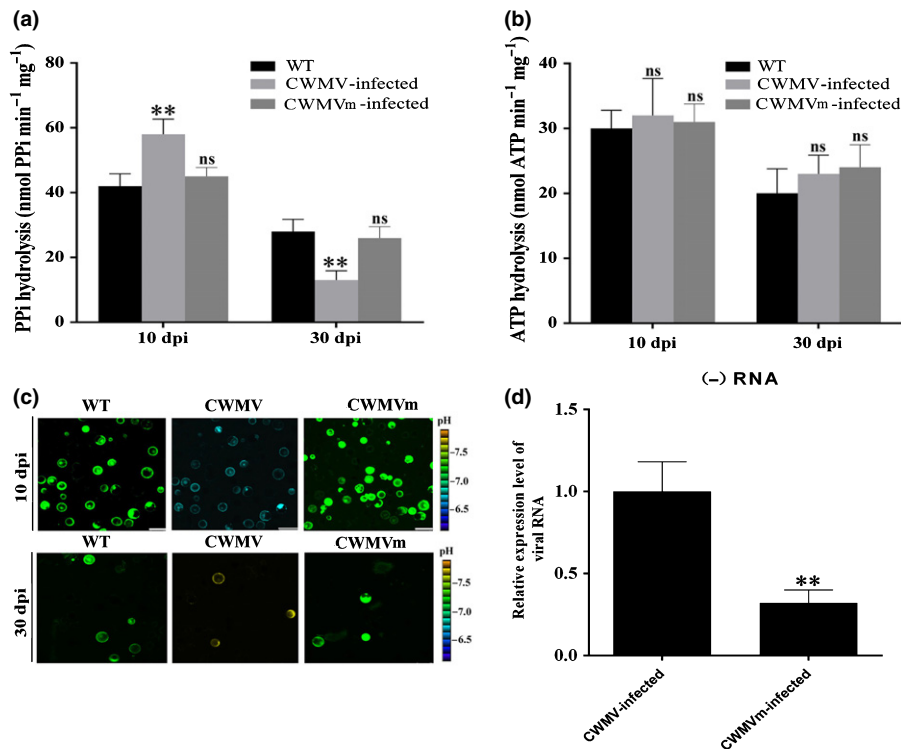 (a)
WT
CWMV-infected
CWMVm-infected
PPi hydrolysis (nmol PPi min⁻¹ mg⁻¹)
80
60
40
20
0
**
ns
**
ns
10 dpi
30 dpi
(b)
WT
CWMV-infected
CWMVm-infected
ATP hydrolysis (nmol ATP min⁻¹ mg⁻¹)
40
30
20
10
0
ns
ns
ns
ns
10 dpi
30 dpi
(c)
WT
CWMV
CWMVm
pH
10 dpi
–7.5
–7.0
–6.5
WT
CWMV
CWMVm
pH
30 dpi
–7.5
–7.0
–6.5
(–) RNA
(d)
Relative expression level of
viral RNA
1.5
1.0
0.5
0.0
**
CWMV-infected
CWMVm-infected